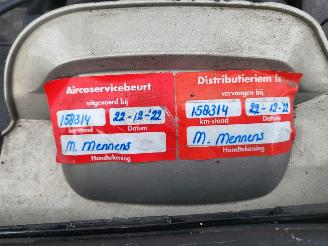 Aircoservicebeurt
uitgevoerd bij
158314 22-12-'22
km-stand Datum
M. Mennens
Handtekening
Distributieriem is
vervangen bij
158314 22-12-22
km-stand Datum
M. Mennens
Handtekening